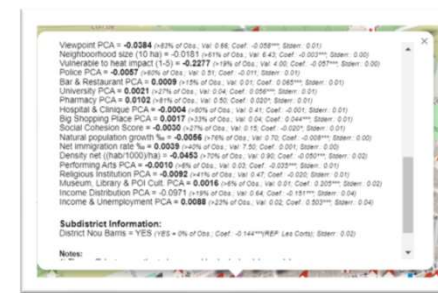 Viewpoint PCA = -0.0384 (>63% of Obs.; Val: 0.66; Coef.: -0.058***; Stderr.: 0.01)
Neighboorhood size (10 ha) = -0.0181 (>61% of Obs.; Val: 6.43; Coef.: -0.003***; Stderr.: 0.00)
Vulnerable to heat impact (1-5) = -0.2277 (>19% of Obs.; Val: 4.00; Coef.: -0.057***; Stderr.: 0.00)
Police PCA = -0.0057 (>60% of Obs.; Val: 0.51; Coef.: -0.011; Stderr.: 0.01)
Bar & Restaurant PCA = 0.0009 (>15% of Obs.; Val: 0.01; Coef.: 0.065***; Stderr.: 0.01)
University PCA = 0.0021 (>27% of Obs.; Val: 0.04; Coef.: 0.056***; Stderr.: 0.01)
Pharmacy PCA = 0.0102 (>81% of Obs.; Val: 0.50; Coef.: 0.020*; Stderr.: 0.01)
Hospital & Clinique PCA = -0.0004 (>80% of Obs.; Val: 0.41; Coef.: -0.001; Stderr.: 0.01)
Big Shopping Place PCA = 0.0017 (>33% of Obs.; Val: 0.04; Coef.: 0.044***; Stderr.: 0.01)
Social Cohesion Score = -0.0030 (>27% of Obs.; Val: 0.15; Coef.: -0.020*; Stderr.: 0.01)
Natural population growth ‰ = -0.0056 (>76% of Obs.; Val: 0.70; Coef.: -0.008***; Stderr.: 0.00)
Net immigration rate ‰ = 0.0039 (>40% of Obs.; Val: 7.50; Coef.: 0.001; Stderr.: 0.00)
Density net ((hab/1000)/ha) = -0.0453 (>70% of Obs.; Val: 0.90; Coef.: -0.050***; Stderr.: 0.02)
Performing Arts PCA = -0.0010 (>8% of Obs.; Val: 0.03; Coef.: -0.035***; Stderr.: 0.01)
Religious Institution PCA = -0.0092 (>41% of Obs.; Val: 0.47; Coef.: -0.020; Stderr.: 0.01)
Museum, Library & POI Cult. PCA = 0.0016 (>6% of Obs.; Val: 0.01; Coef.: 0.205***; Stderr.: 0.02)
Income Distribution PCA = -0.0971 (>19% of Obs.; Val: 0.64; Coef.: -0.151***; Stderr.: 0.04)
Income & Unemployment PCA = 0.0088 (>23% of Obs.; Val: 0.02; Coef.: 0.503***; Stderr.: 0.04)
Subdistrict Information:
District Nou Barris = YES (YES = 0% of Obs.; Coef.: -0.144***(REF. Les Corts); Stderr.: 0.02)
Notes: